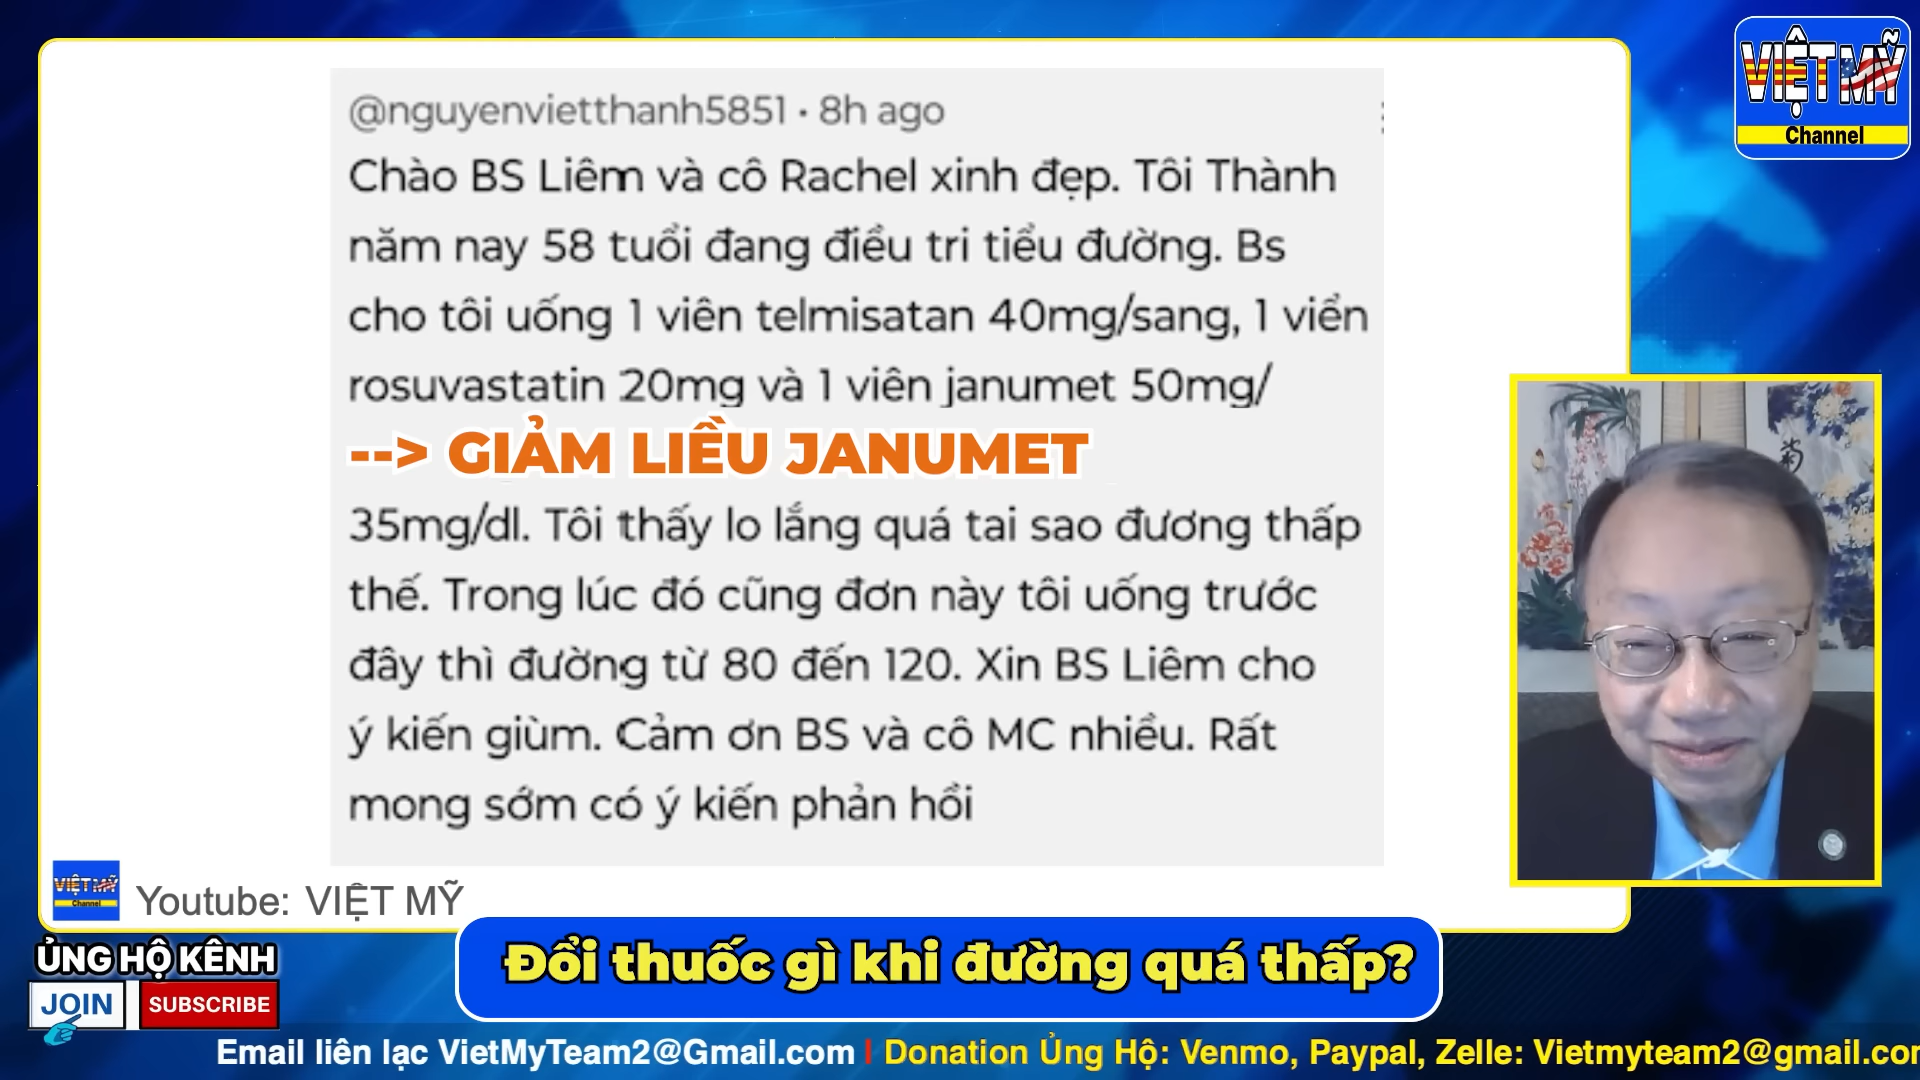 @nguyenvietthanh5851 • 8h ago
Chào BS Liêm và cô Rachel xinh đẹp. Tôi Thành
năm nay 58 tuổi đang điều tri tiểu đường. Bs
cho tôi uống 1 viên telmisatan 40mg/sang, 1 viển
rosuvastatin 20mg và 1 viên janumet 50mg/
--> GIẢM LIỀU JANUMET
35mg/dl. Tôi thấy lo lắng quá tai sao đương thấp
thế. Trong lúc đó cũng đơn này tôi uống trước
đây thì đường từ 80 đến 120. Xin BS Liêm cho
ý kiến giùm. Cảm ơn BS và cô MC nhiều. Rất
mong sớm có ý kiến phản hồi
VIỆT MỸ
Channel
菊
VIỆT MỸ
Channel
Youtube: VIỆT MỸ
Đổi thuốc gì khi đường quá thấp?
ỦNG HỘ KÊNH
JOIN
SUBSCRIBE
Email liên lạc VietMyTeam2@Gmail.com | Donation Ủng Hộ: Venmo, Paypal, Zelle: Vietmyteam2@gmail.co